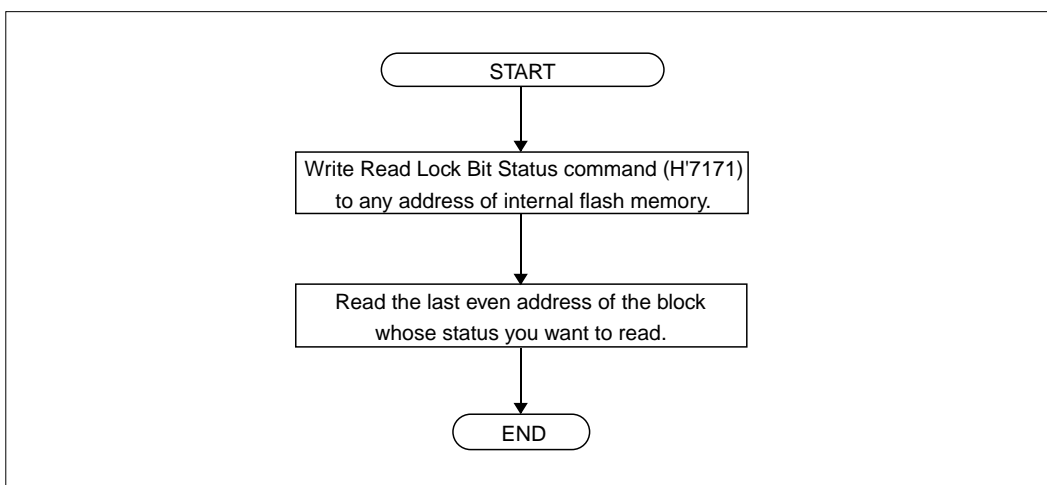 START
Write Read Lock Bit Status command (H'7171)
to any address of internal flash memory.
Read the last even address of the block
whose status you want to read.
END